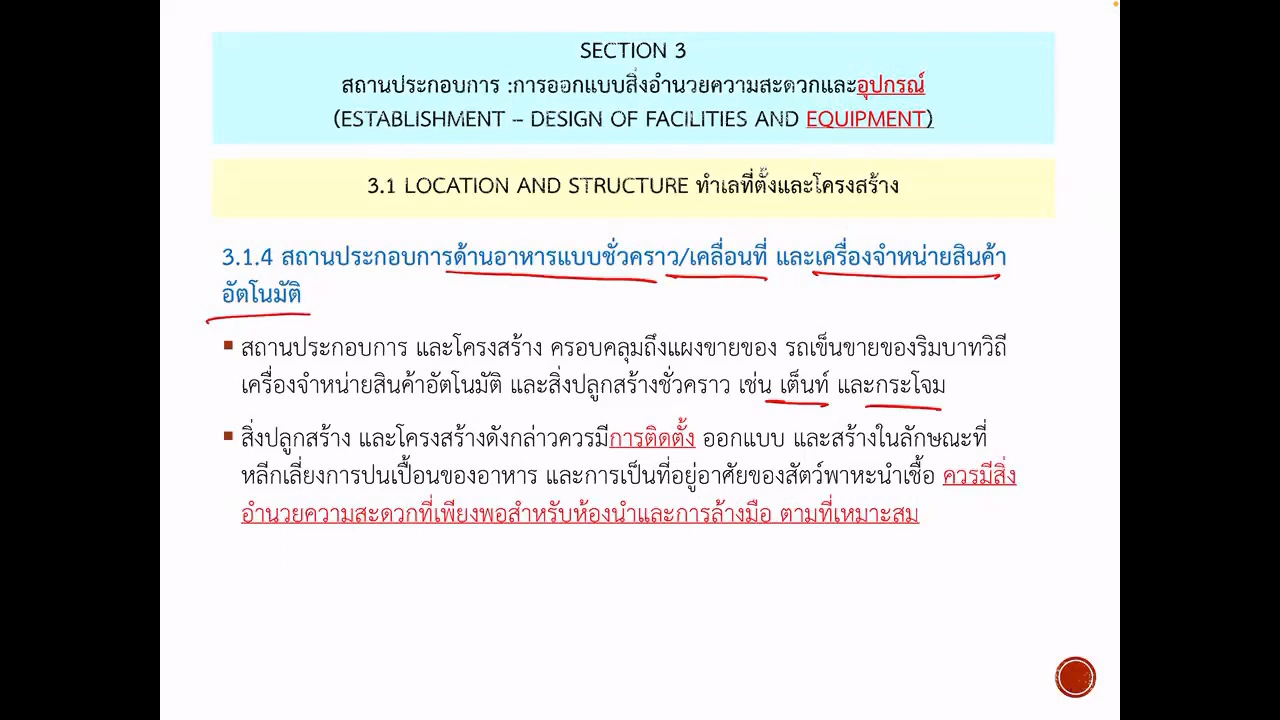 SECTION 3
สถานประกอบการ :การออกแบบสิ่งอำนวยความสะดวกและอุปกรณ์
(ESTABLISHMENT – DESIGN OF FACILITIES AND EQUIPMENT)
3.1 LOCATION AND STRUCTURE ทำเลที่ตั้งและโครงสร้าง
3.1.4 สถานประกอบการด้านอาหารแบบชั่วคราว/เคลื่อนที่ และเครื่องจำหน่ายสินค้า
อัตโนมัติ
▪ สถานประกอบการ และโครงสร้าง ครอบคลุมถึงแผงขายของ รถเข็นขายของริมบาทวิถี
เครื่องจำหน่ายสินค้าอัตโนมัติ และสิ่งปลูกสร้างชั่วคราว เช่น เต็นท์ และกระโจม
▪ สิ่งปลูกสร้าง และโครงสร้างดังกล่าวควรมีการติดตั้ง ออกแบบ และสร้างในลักษณะที่
หลีกเลี่ยงการปนเปื้อนของอาหาร และการเป็นที่อยู่อาศัยของสัตว์พาหะนำเชื้อ ควรมีสิ่ง
อำนวยความสะดวกที่เพียงพอสำหรับห้องน้ำและการล้างมือ ตามที่เหมาะสม